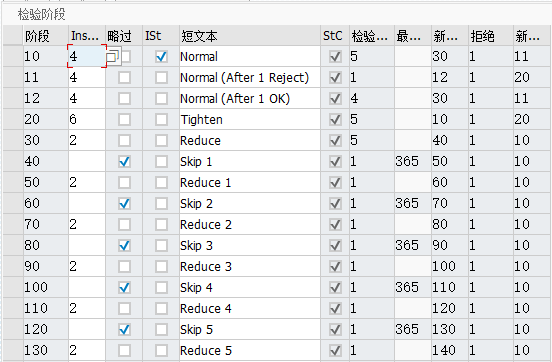 检验阶段
阶段 Ins... 略过 ISt 短文本 StC 检验... 最... 新... 拒绝 新...
10 4 Normal 5 30 1 11
11 4 Normal (After 1 Reject) 1 12 1 20
12 4 Normal (After 1 OK) 4 30 1 11
20 6 Tighten 5 10 1 20
30 2 Reduce 5 40 1 10
40 Skip 1 1 365 50 1 10
50 2 Reduce 1 1 60 1 10
60 Skip 2 1 365 70 1 10
70 2 Reduce 2 1 80 1 10
80 Skip 3 1 365 90 1 10
90 2 Reduce 3 1 100 1 10
100 Skip 4 1 365 110 1 10
110 2 Reduce 4 1 120 1 10
120 Skip 5 1 365 130 1 10
130 2 Reduce 5 1 140 1 10